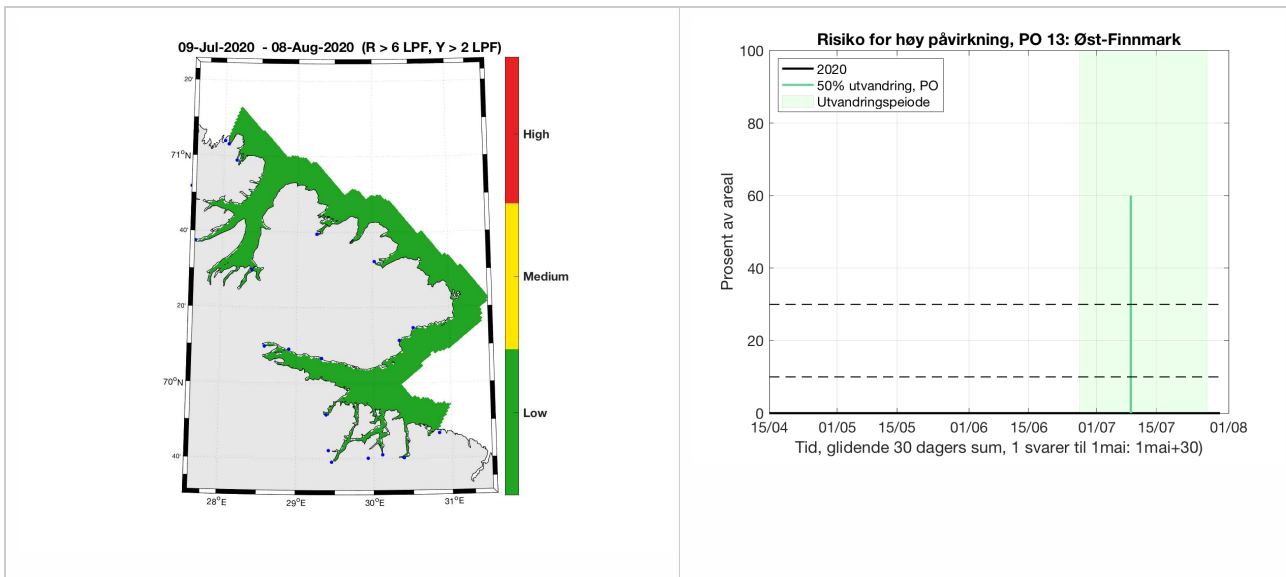 09-Jul-2020 - 08-Aug-2020 (R > 6 LPF, Y > 2 LPF)
20'
71°N
40'
20'
70°N
40'
28°E
29°E
30°E
31°E
High
Medium
Low
Risiko for høy påvirkning, PO 13: Øst-Finnmark
2020
50% utvandring, PO
Utvandringspeiode
Prosent av areal
100
80
60
40
20
0
15/04
01/05
15/05
01/06
15/06
01/07
15/07
01/08
Tid, glidende 30 dagers sum, 1 svarer til 1mai: 1mai+30)